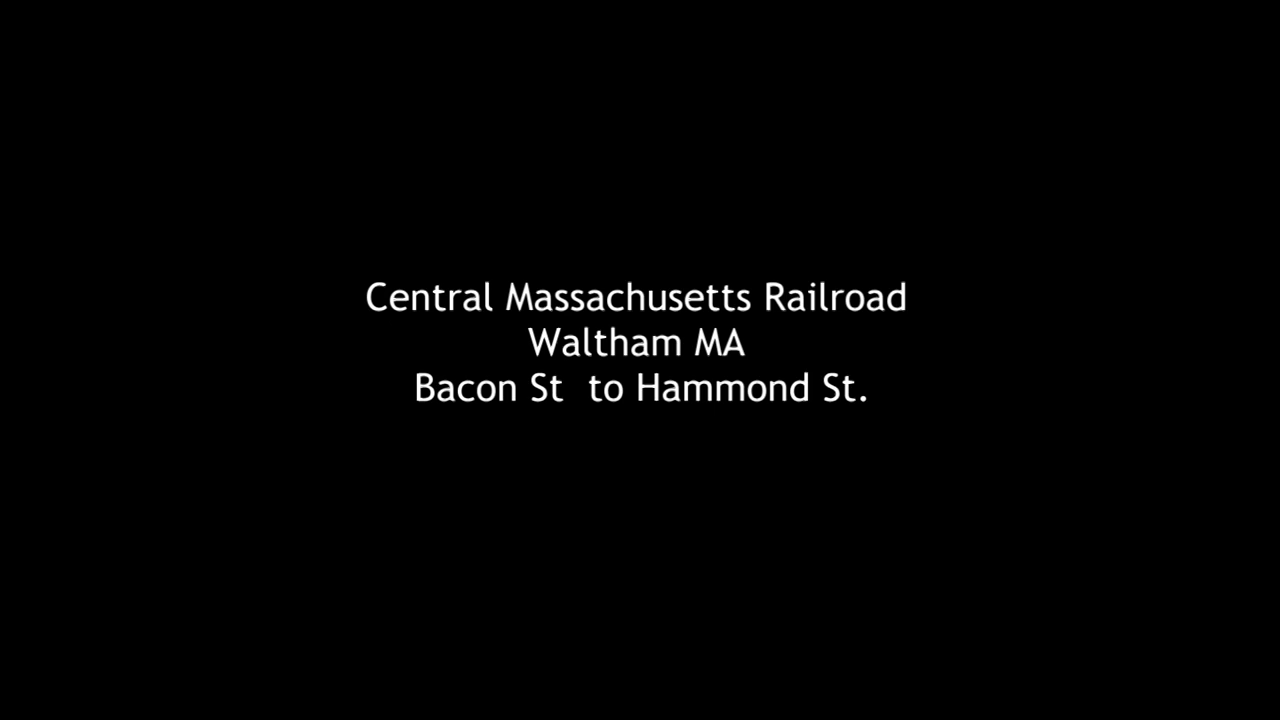 Central Massachusetts Railroad
Waltham MA
Bacon St  to Hammond St.